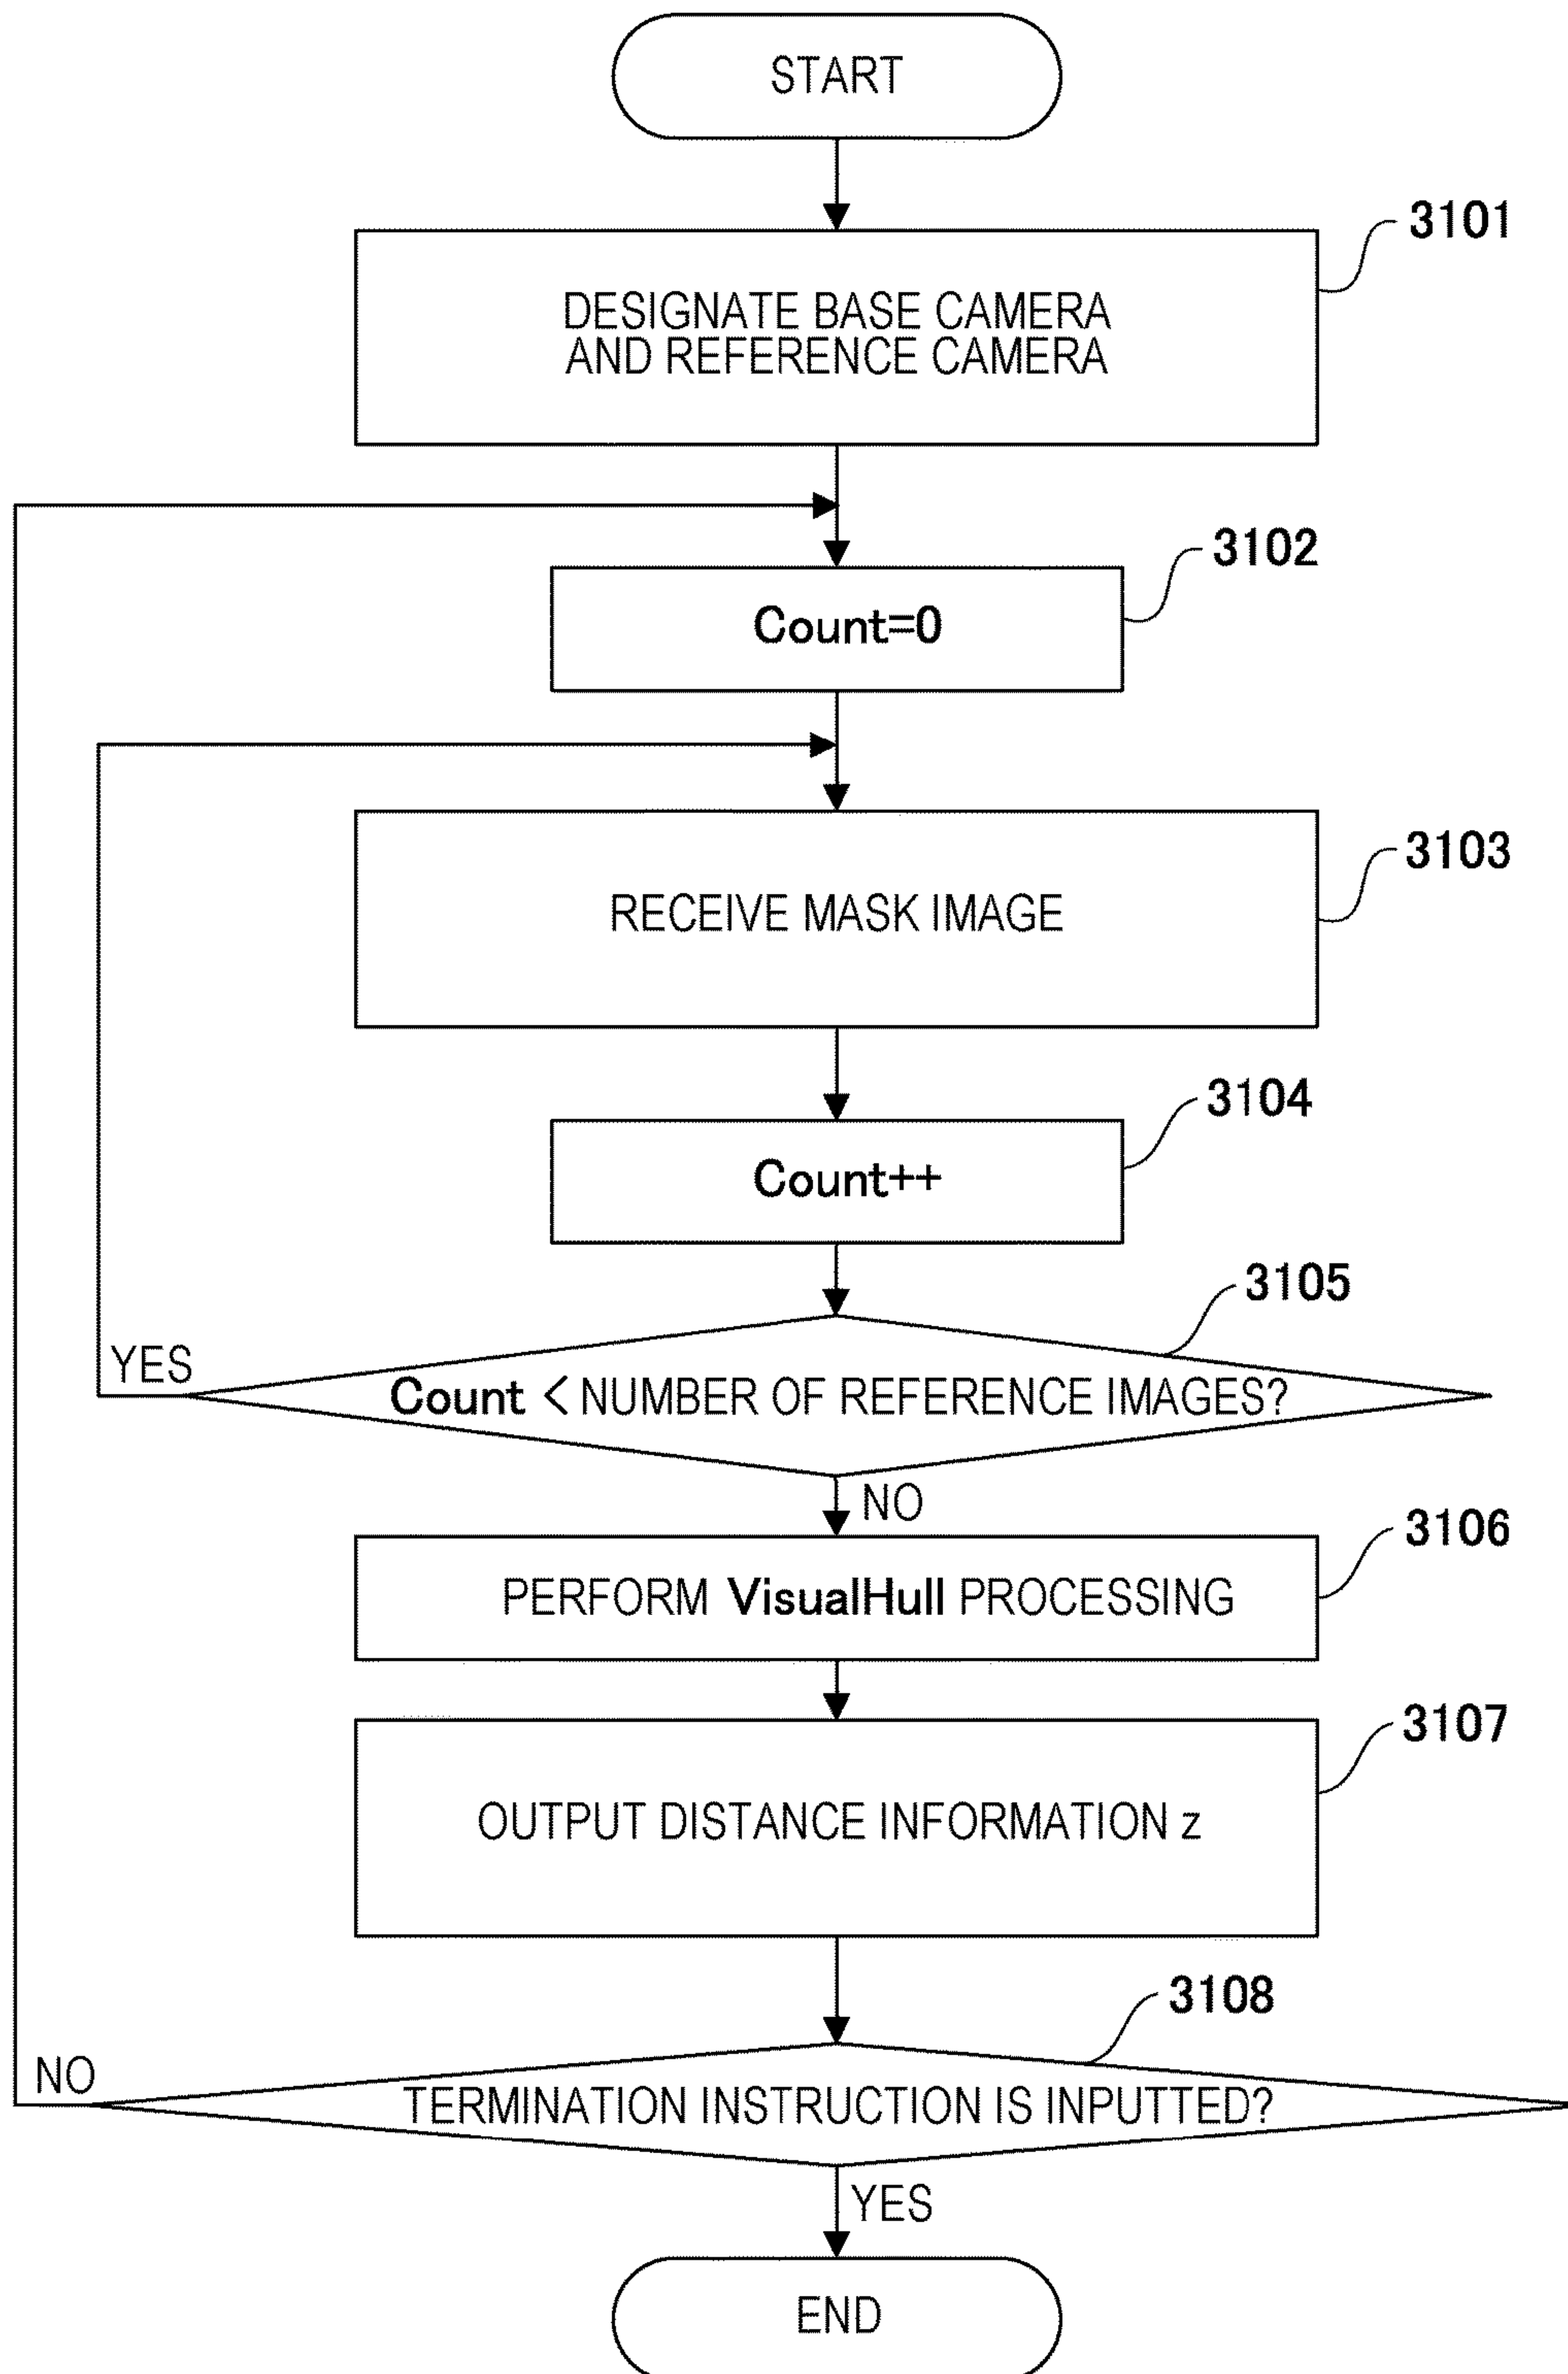 START
3101
DESIGNATE BASE CAMERA
AND REFERENCE CAMERA
3102
Count=0
3103
RECEIVE MASK IMAGE
3104
Count++
3105
YES
Count < NUMBER OF REFERENCE IMAGES?
NO
3106
PERFORM VisualHull PROCESSING
3107
OUTPUT DISTANCE INFORMATION z
3108
NO
TERMINATION INSTRUCTION IS INPUTTED?
YES
END